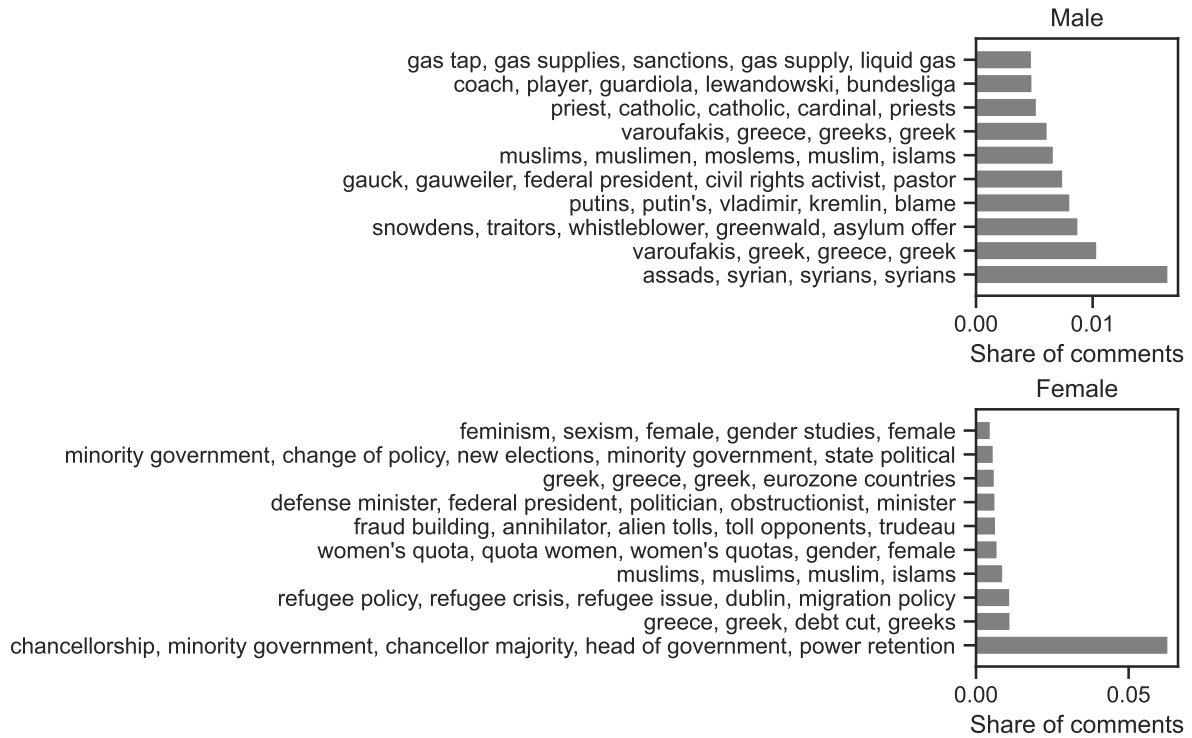 Male
gas tap, gas supplies, sanctions, gas supply, liquid gas
coach, player, guardiola, lewandowski, bundesliga
priest, catholic, catholic, cardinal, priests
varoufakis, greece, greeks, greek
muslims, muslimen, moslems, muslim, islams
gauck, gauweiler, federal president, civil rights activist, pastor
putins, putin's, vladimir, kremlin, blame
snowdens, traitors, whistleblower, greenwald, asylum offer
varoufakis, greek, greece, greek
assads, syrian, syrians, syrians
0.00 0.01
Share of comments
Female
feminism, sexism, female, gender studies, female
minority government, change of policy, new elections, minority government, state political
greek, greece, greek, eurozone countries
defense minister, federal president, politician, obstructionist, minister
fraud building, annihilator, alien tolls, toll opponents, trudeau
women's quota, quota women, women's quotas, gender, female
muslims, muslims, muslim, islams
refugee policy, refugee crisis, refugee issue, dublin, migration policy
greece, greek, debt cut, greeks
chancellorship, minority government, chancellor majority, head of government, power retention
0.00 0.05
Share of comments